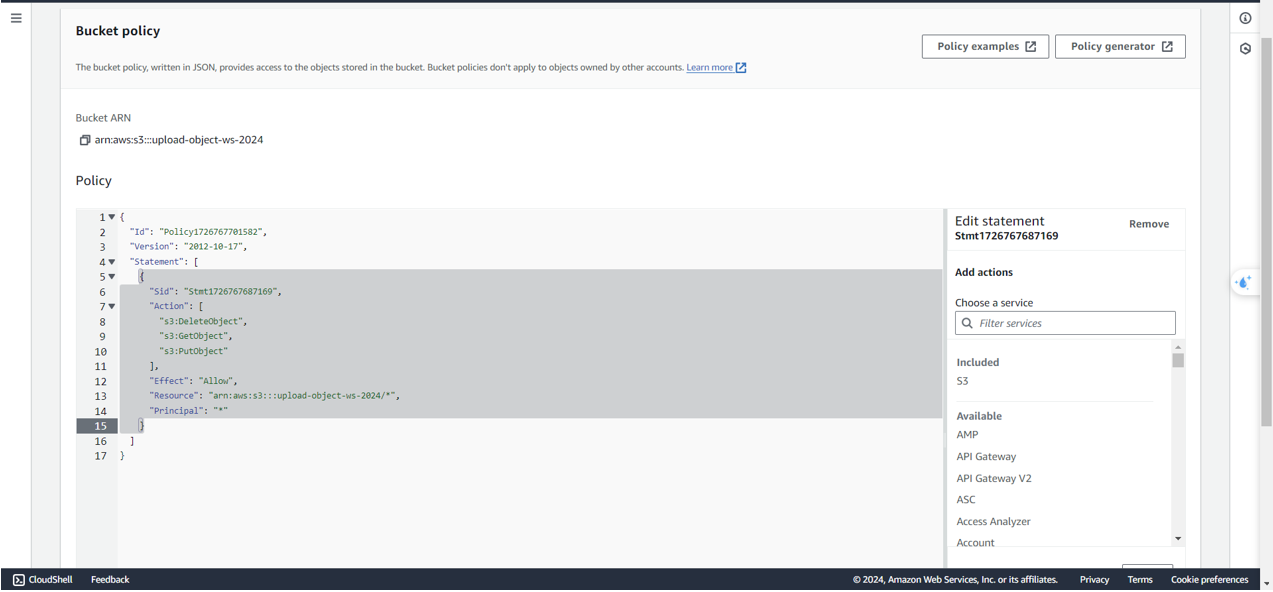 Bucket policy
Policy examples
Policy generator
The bucket policy, written in JSON, provides access to the objects stored in the bucket. Bucket policies don't apply to objects owned by other accounts. Learn more
Bucket ARN
arn:aws:s3:::upload-object-ws-2024
Policy
1 {
2 "Id": "Policy1726767701582",
3 "Version": "2012-10-17",
4 "Statement": [
5 {
6 "Sid": "Stmt1726767687169",
7 "Action": [
8 "s3:DeleteObject",
9 "s3:GetObject",
10 "s3:PutObject"
11 ],
12 "Effect": "Allow",
13 "Resource": "arn:aws:s3:::upload-object-ws-2024/*",
14 "Principal": "*"
15 }
16 ]
17 }
Edit statement
Remove
Stmt1726767687169
Add actions
Choose a service
Filter services
Included
S3
Available
AMP
API Gateway
API Gateway V2
ASC
Access Analyzer
Account
CloudShell
Feedback
© 2024, Amazon Web Services, Inc. or its affiliates.
Privacy
Terms
Cookie preferences